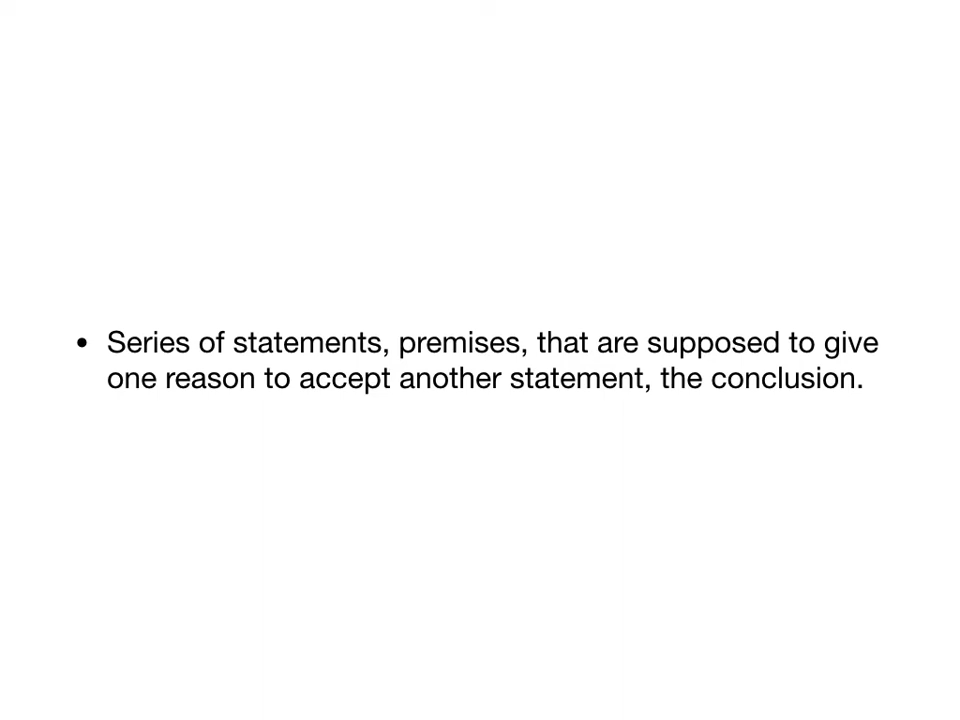 • Series of statements, premises, that are supposed to give
one reason to accept another statement, the conclusion.